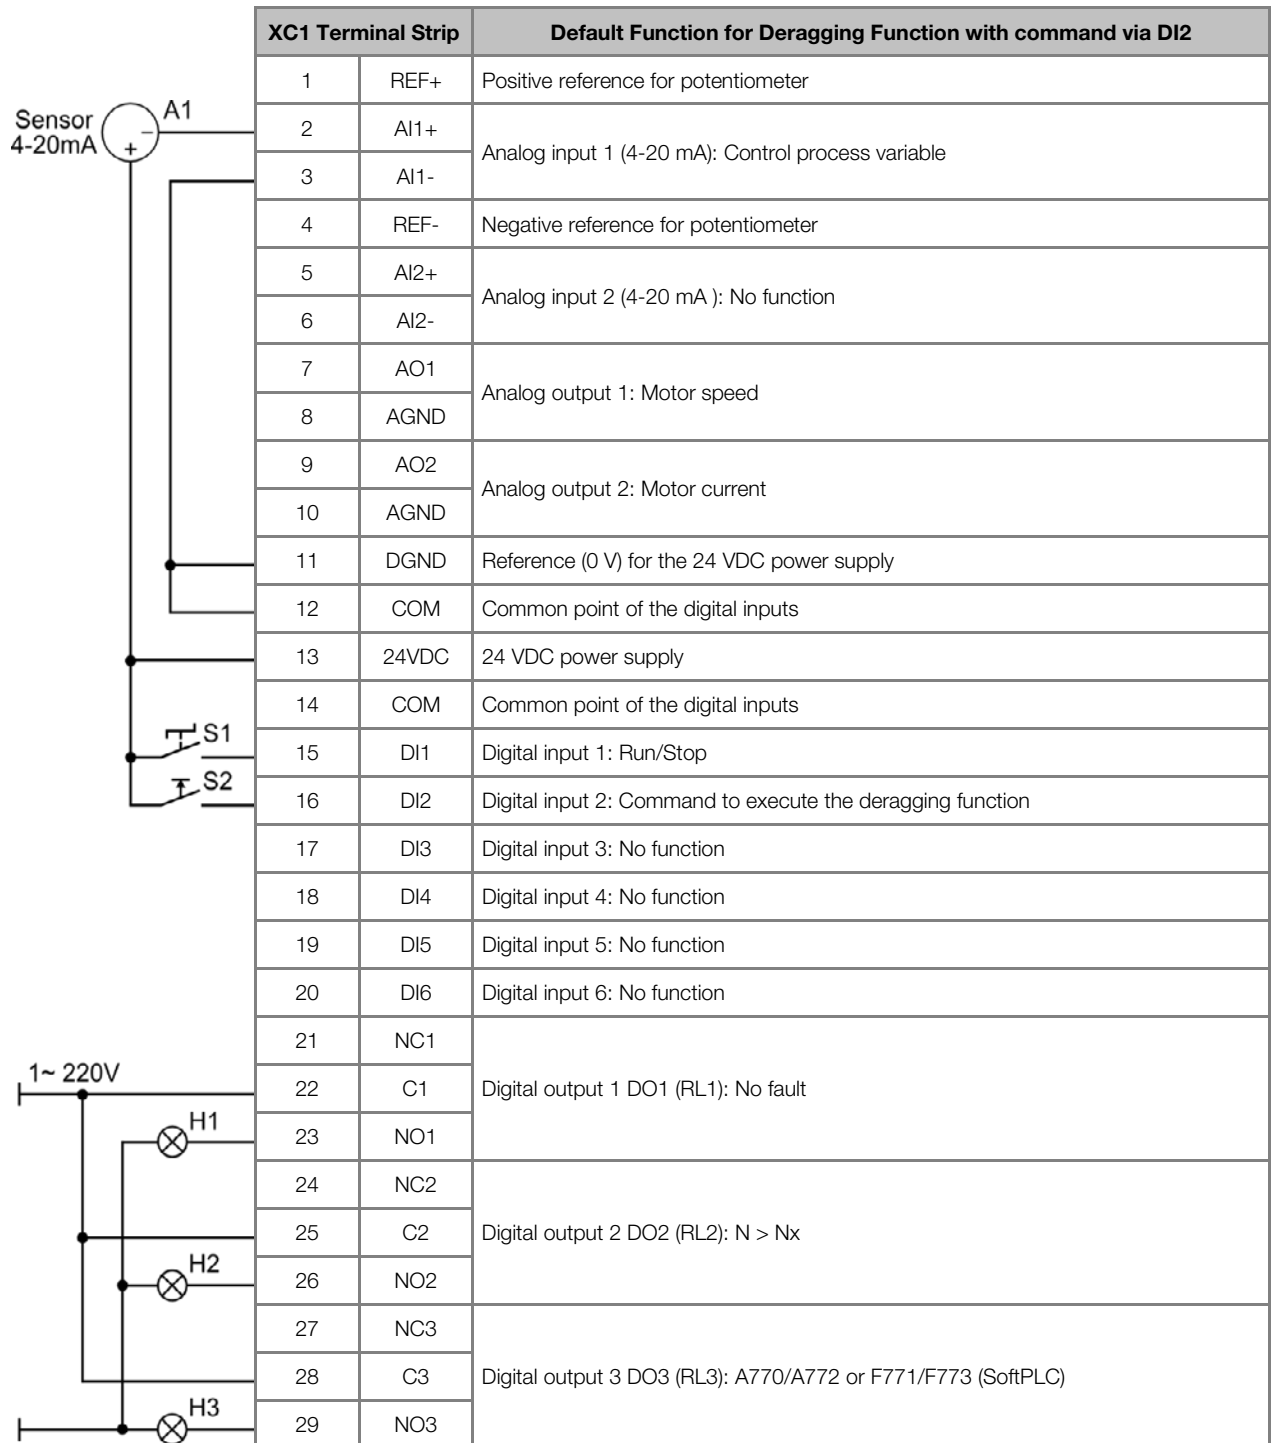 XC1 Terminal Strip Default Function for Deragging Function with command via DI2
1 REF+ Positive reference for potentiometer
A1
Sensor
4-20mA
−
+
2 AI1+
Analog input 1 (4-20 mA): Control process variable
3 AI1-
4 REF- Negative reference for potentiometer
5 AI2+
Analog input 2 (4-20 mA ): No function
6 AI2-
7 AO1
Analog output 1: Motor speed
8 AGND
9 AO2
Analog output 2: Motor current
10 AGND
11 DGND Reference (0 V) for the 24 VDC power supply
12 COM Common point of the digital inputs
13 24VDC 24 VDC power supply
14 COM Common point of the digital inputs
S1
15 DI1 Digital input 1: Run/Stop
S2
16 DI2 Digital input 2: Command to execute the deragging function
17 DI3 Digital input 3: No function
18 DI4 Digital input 4: No function
19 DI5 Digital input 5: No function
20 DI6 Digital input 6: No function
21 NC1
1~ 220V
22 C1 Digital output 1 DO1 (RL1): No fault
H1
23 NO1
24 NC2
25 C2 Digital output 2 DO2 (RL2): N > Nx
H2
26 NO2
27 NC3
28 C3 Digital output 3 DO3 (RL3): A770/A772 or F771/F773 (SoftPLC)
H3
29 NO3